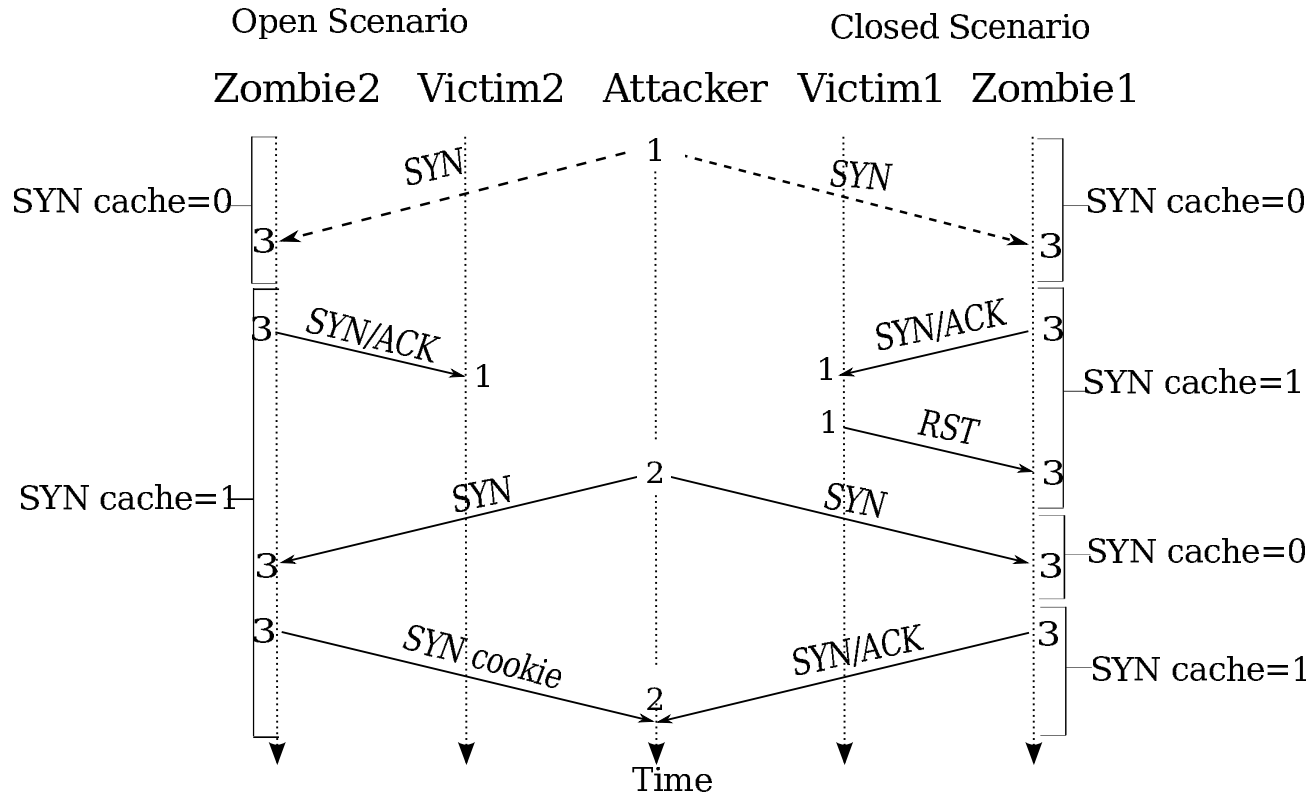 Open Scenario
Closed Scenario
Zombie2 Victim2 Attacker Victim1 Zombie1
1
SYN
SYN
SYN cache=0
SYN cache=0
3
3
3
SYN/ACK
SYN/ACK
3
1
1
SYN cache=1
1
RST
2
3
SYN cache=1
SYN
SYN
3
3
SYN cache=0
3
SYN cookie
SYN/ACK
3
SYN cache=1
2
Time